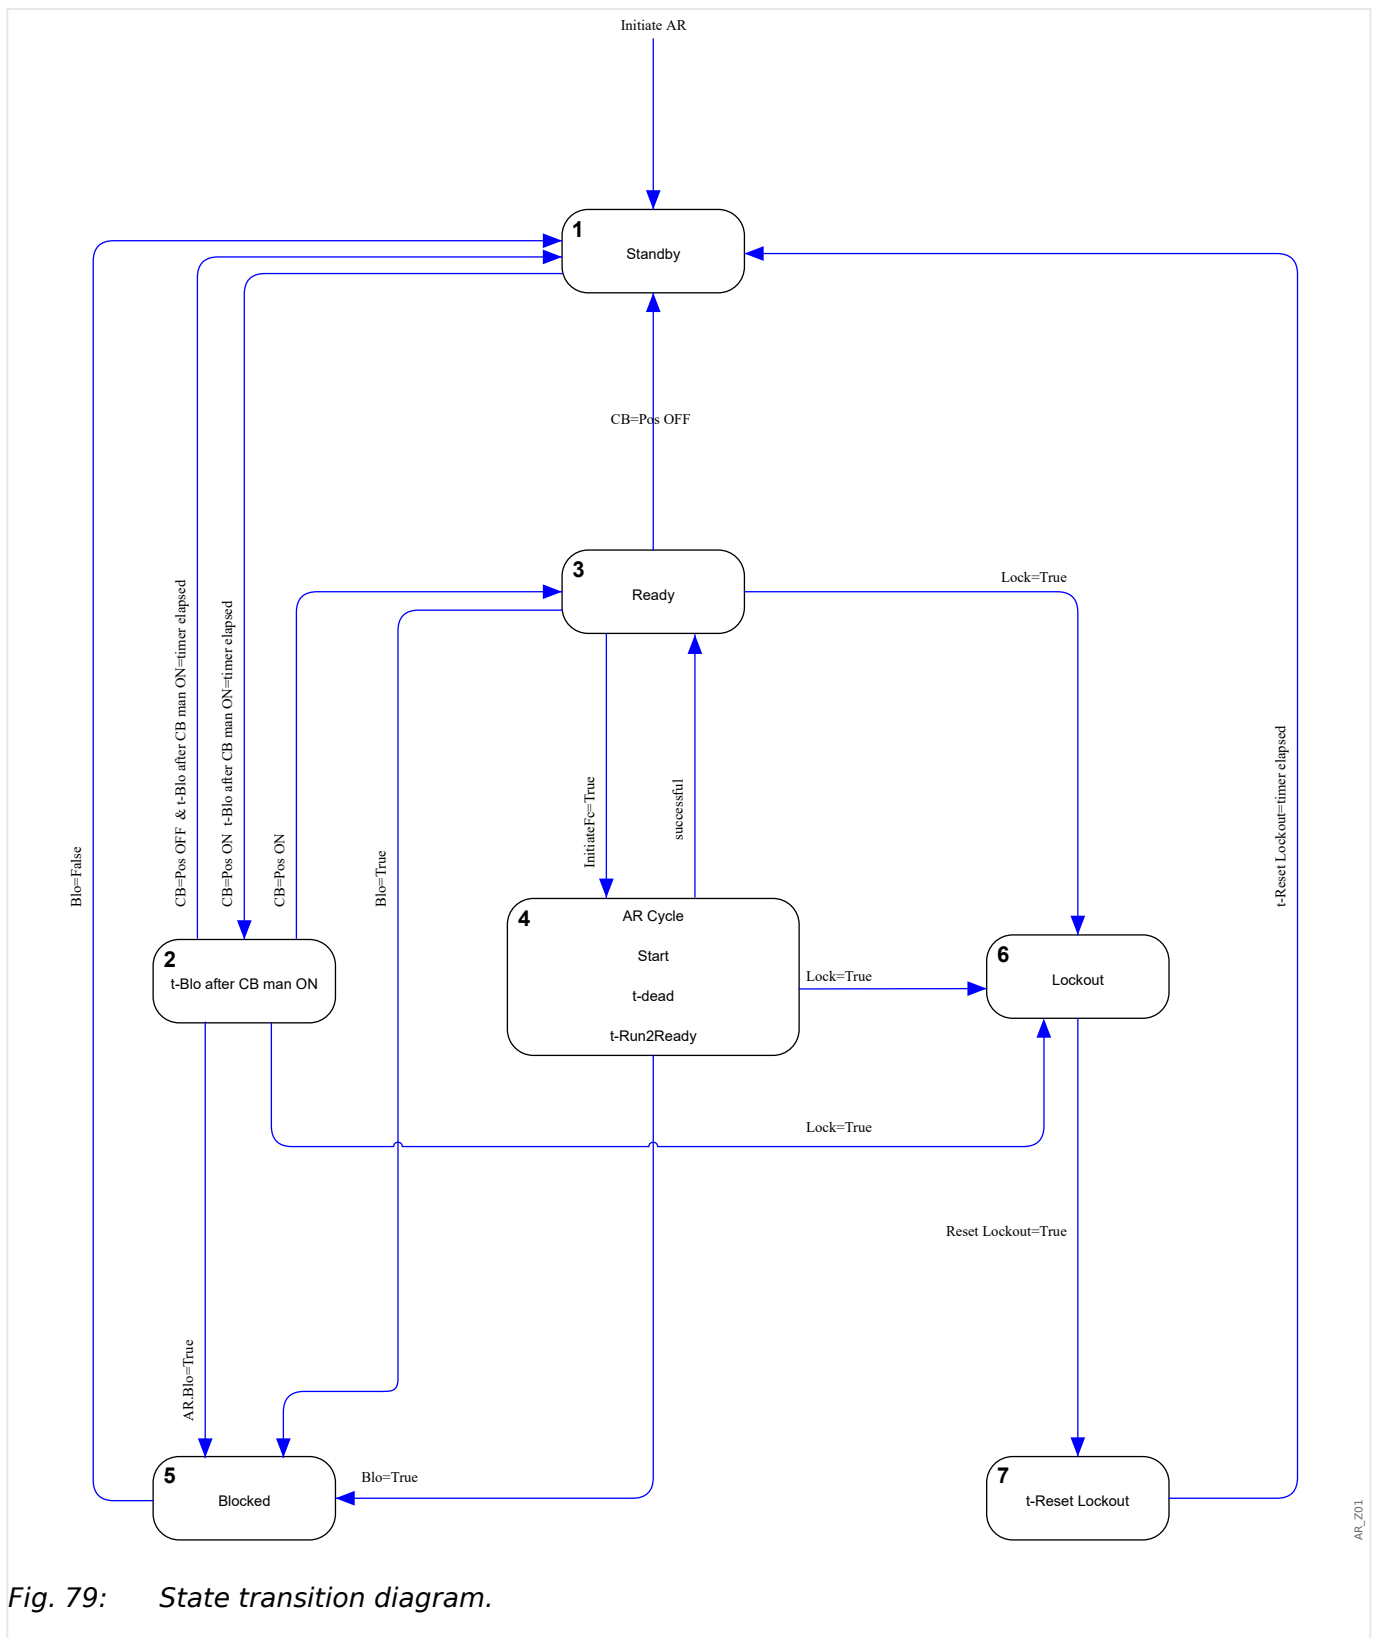 Initiate AR
1
Standby
CB=Pos OFF
3
Ready
Lock=True
CB=Pos OFF & t-Blo after CB man ON=timer elapsed
CB=Pos ON t-Blo after CB man ON=timer elapsed
CB=Pos ON
Blo=False
Blo=True
InitiateFc=True
successful
t-Reset Lockout=timer elapsed
2
t-Blo after CB man ON
4
AR Cycle
Start
t-dead
t-Run2Ready
Lock=True
6
Lockout
Lock=True
Reset Lockout=True
AR.Blo=True
5
Blocked
Blo=True
7
t-Reset Lockout
AR_Z01
Fig. 79: State transition diagram.